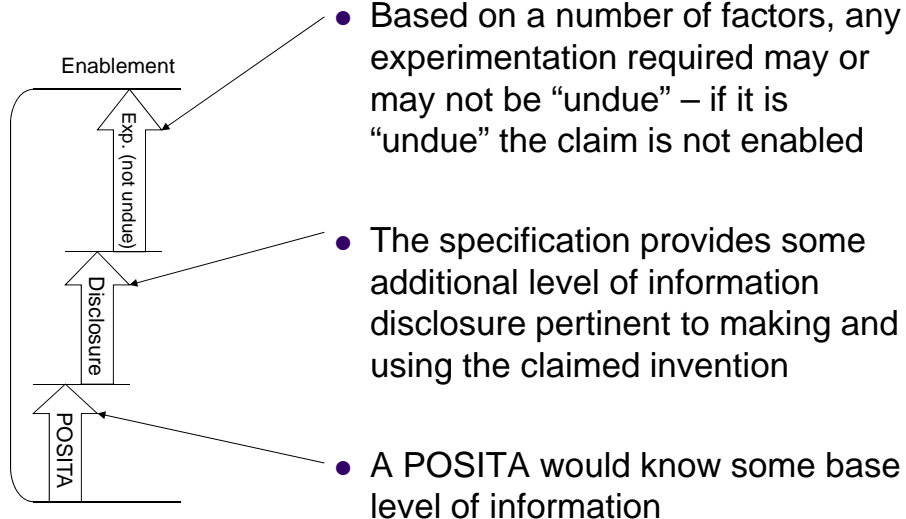 Enablement
Exp. (not undue)
Disclosure
POSITA
● Based on a number of factors, any
experimentation required may or
may not be “undue” – if it is
“undue” the claim is not enabled
● The specification provides some
additional level of information
disclosure pertinent to making and
using the claimed invention
● A POSITA would know some base
level of information